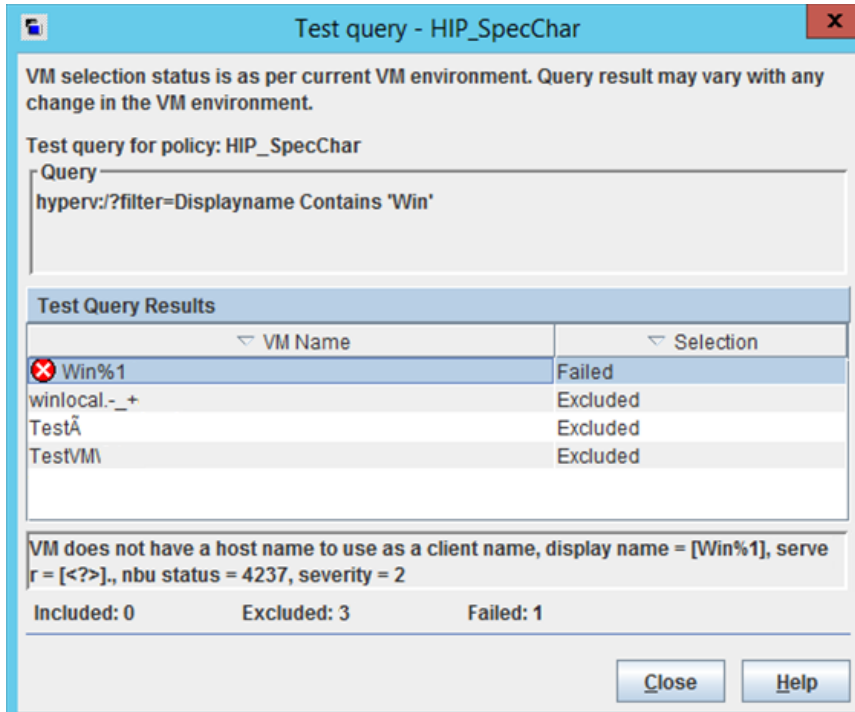 Test query - HIP_SpecChar
x
VM selection status is as per current VM environment. Query result may vary with any
change in the VM environment.
Test query for policy: HIP_SpecChar
Query
hyperv:/?filter=Displayname Contains 'Win'
Test Query Results
VM Name Selection
Win%1 Failed
winlocal.-_+ Excluded
TestÃ Excluded
TestVM\ Excluded
VM does not have a host name to use as a client name, display name = [Win%1], serve
r = [<?>]., nbu status = 4237, severity = 2
Included: 0 Excluded: 3 Failed: 1
Close Help